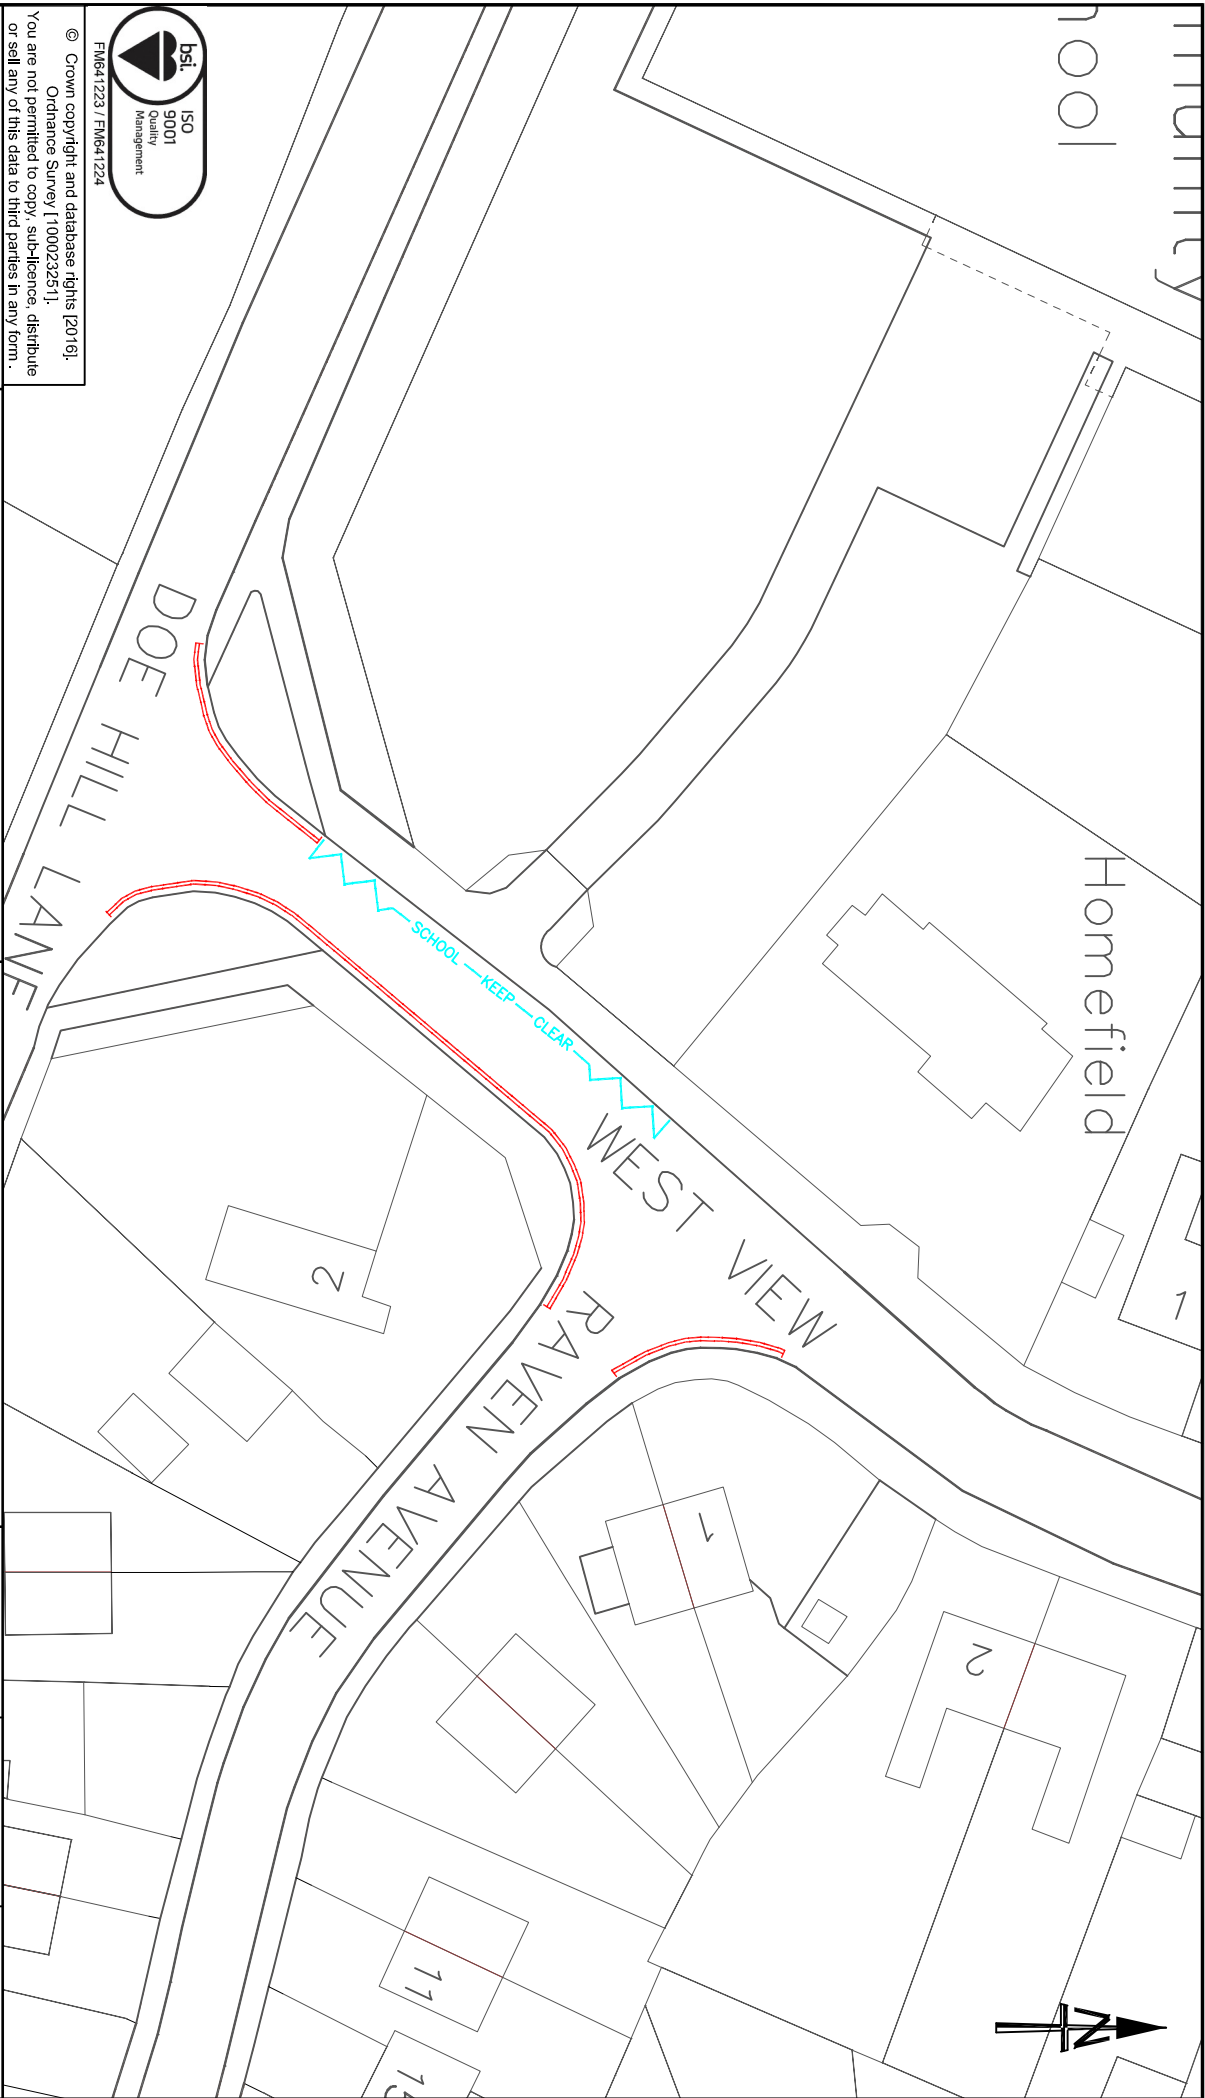 hool
Homefield
1
DOE HILL LANE
SCHOOL KEEP CLEAR
WEST VIEW
RAVEN AVENUE
2
1
2
11
N
bsi.
ISO
9001
Quality
Management
FM641223 / FM641224
© Crown copyright and database rights [2016].
Ordnance Survey [100023251].
You are not permitted to copy, sub-licence, distribute
or sell any of this data to third parties in any form.